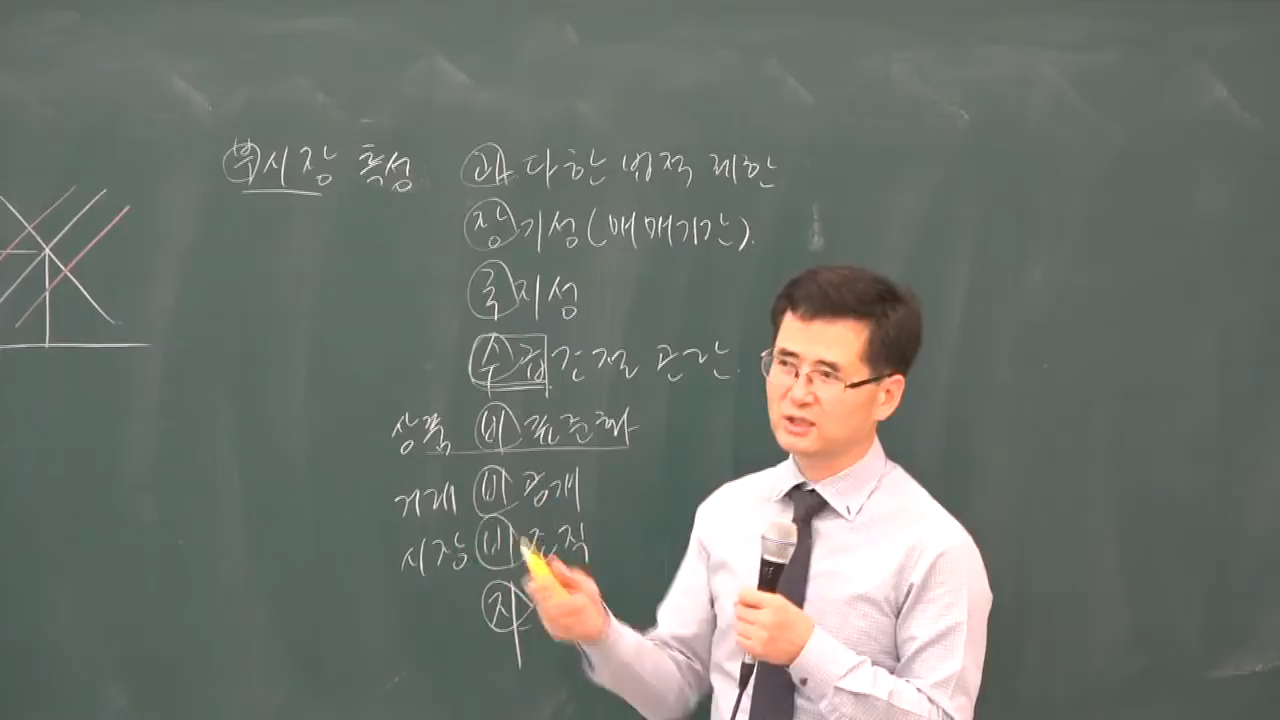 부시장 특성
과다한 법적 제한
장기성(매매기간).
국지성
수급조절 곤란.
상품 비표준화
거래 비공개
시장 비조직
지